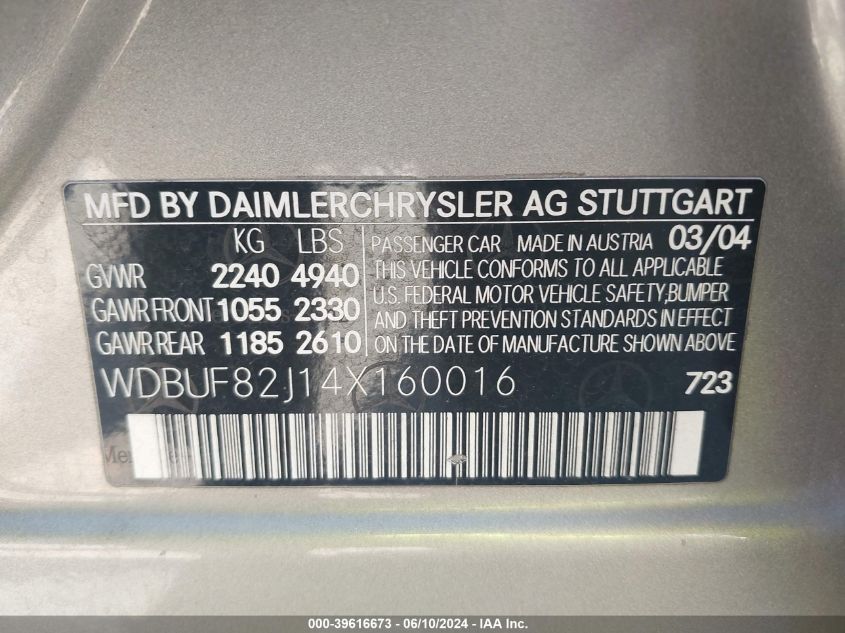 MFD BY DAIMLERCHRYSLER AG STUTTGART
KG LBS
GVWR 2240 4940
GAWR FRONT 1055 2330
GAWR REAR 1185 2610
PASSENGER CAR MADE IN AUSTRIA 03/04
THIS VEHICLE CONFORMS TO ALL APPLICABLE
U.S. FEDERAL MOTOR VEHICLE SAFETY,BUMPER
AND THEFT PREVENTION STANDARDS IN EFFECT
ON THE DATE OF MANUFACTURE SHOWN ABOVE
WDBUF82J14X160016 723
000-39616673 - 06/10/2024 - IAA Inc.